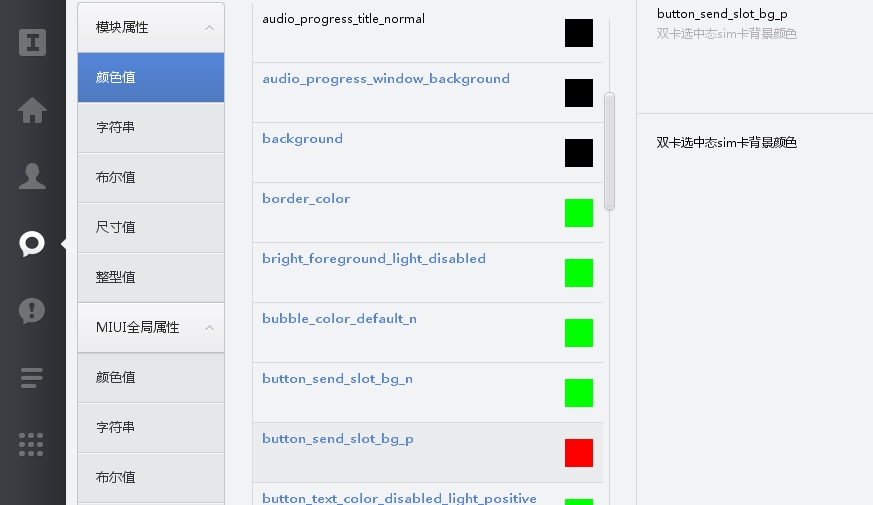 模块属性
颜色值
字符串
布尔值
尺寸值
整型值
MIUI全局属性
颜色值
字符串
布尔值
audio_progress_title_normal
audio_progress_window_background
background
border_color
bright_foreground_light_disabled
bubble_color_default_n
button_send_slot_bg_n
button_send_slot_bg_p
button_text_color_disabled_light_positive
button_send_slot_bg_p
双卡选中态sim卡背景颜色
双卡选中态sim卡背景颜色